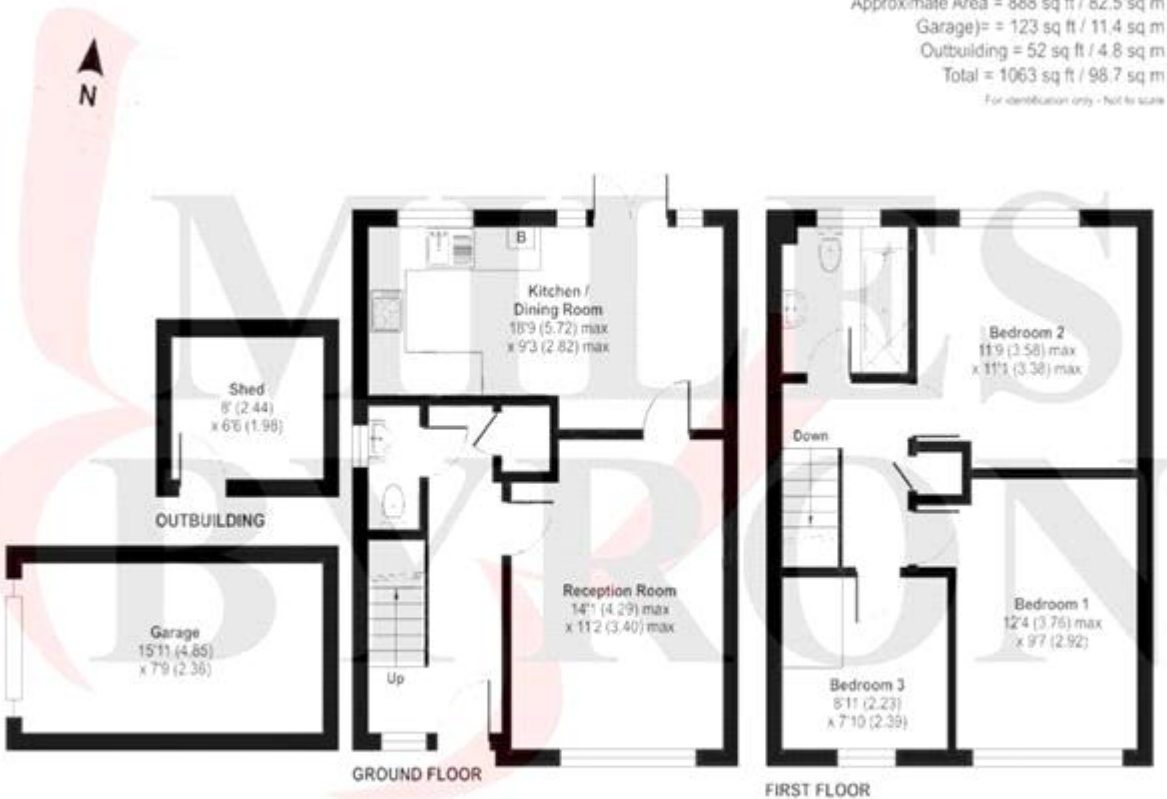 Approximate Area = 888 sq ft / 82.5 sq m
Garage)= = 123 sq ft / 11.4 sq m
Outbuilding = 52 sq ft / 4.8 sq m
Total = 1063 sq ft / 98.7 sq m
For identification only - Not to scale
N
MILES
BYRON
B
Kitchen /
Dining Room
18'9 (5.72) max
x 9'3 (2.82) max
Bedroom 2
11'9 (3.58) max
x 11'1 (3.38) max
Shed
8' (2.44)
x 6'6 (1.98)
Down
OUTBUILDING
Reception Room
14'1 (4.29) max
x 11'2 (3.40) max
Bedroom 1
12'4 (3.76) max
x 9'7 (2.92)
Garage
15'11 (4.85)
x 7'9 (2.36)
Up
Bedroom 3
8'11 (2.23)
x 7'10 (2.39)
GROUND FLOOR
FIRST FLOOR